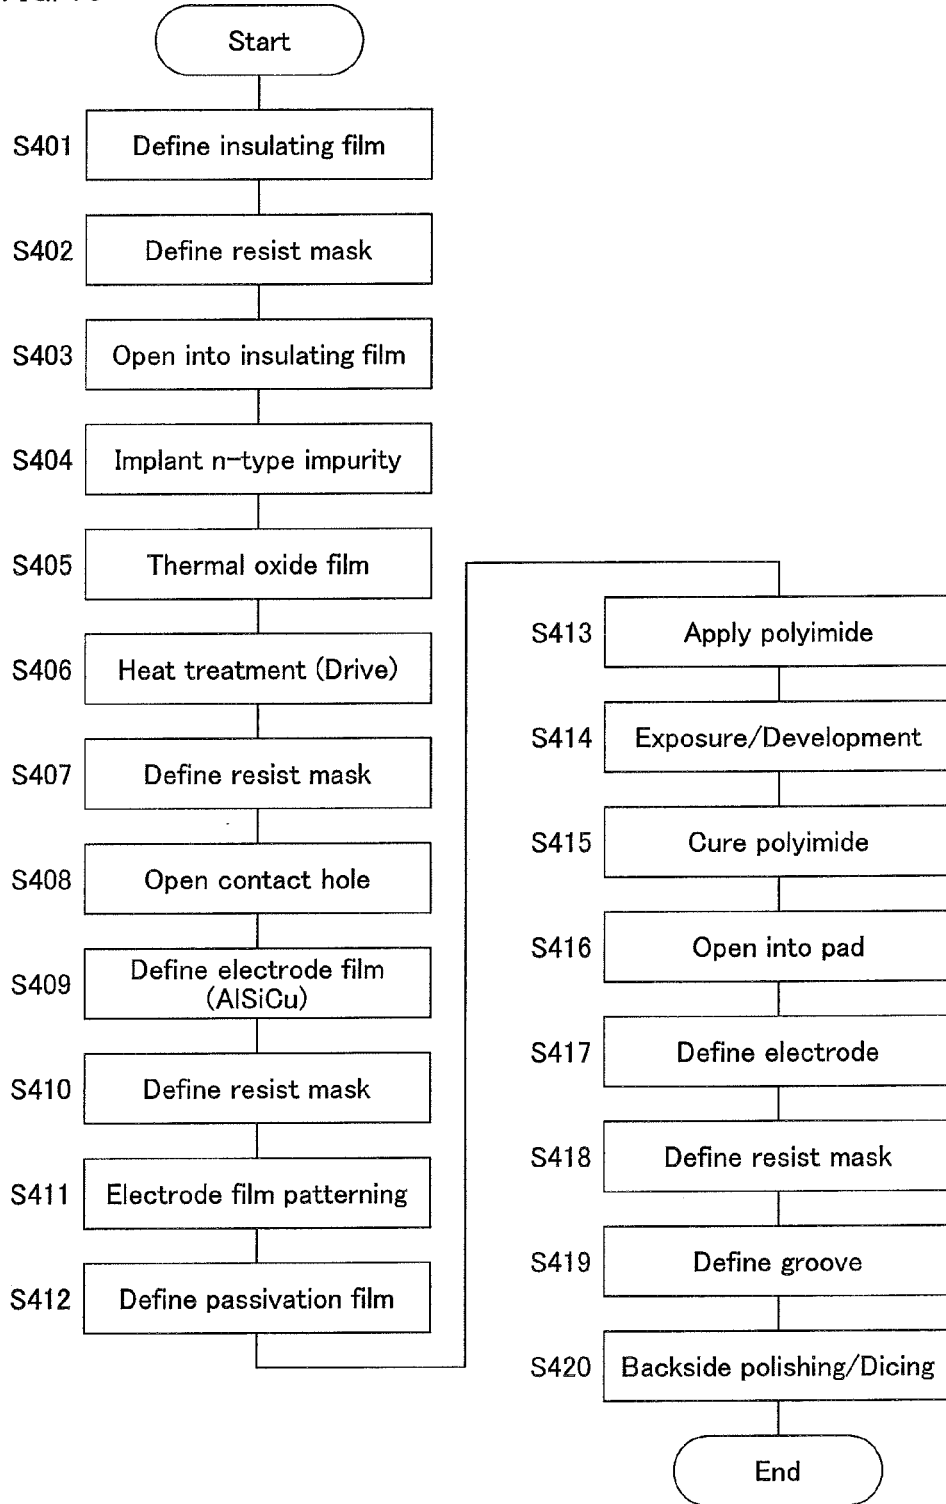 Start
S401 Define insulating film
S402 Define resist mask
S403 Open into insulating film
S404 Implant n-type impurity
S405 Thermal oxide film
S406 Heat treatment (Drive)
S407 Define resist mask
S408 Open contact hole
S409 Define electrode film
(AlSiCu)
S410 Define resist mask
S411 Electrode film patterning
S412 Define passivation film
S413 Apply polyimide
S414 Exposure/Development
S415 Cure polyimide
S416 Open into pad
S417 Define electrode
S418 Define resist mask
S419 Define groove
S420 Backside polishing/Dicing
End